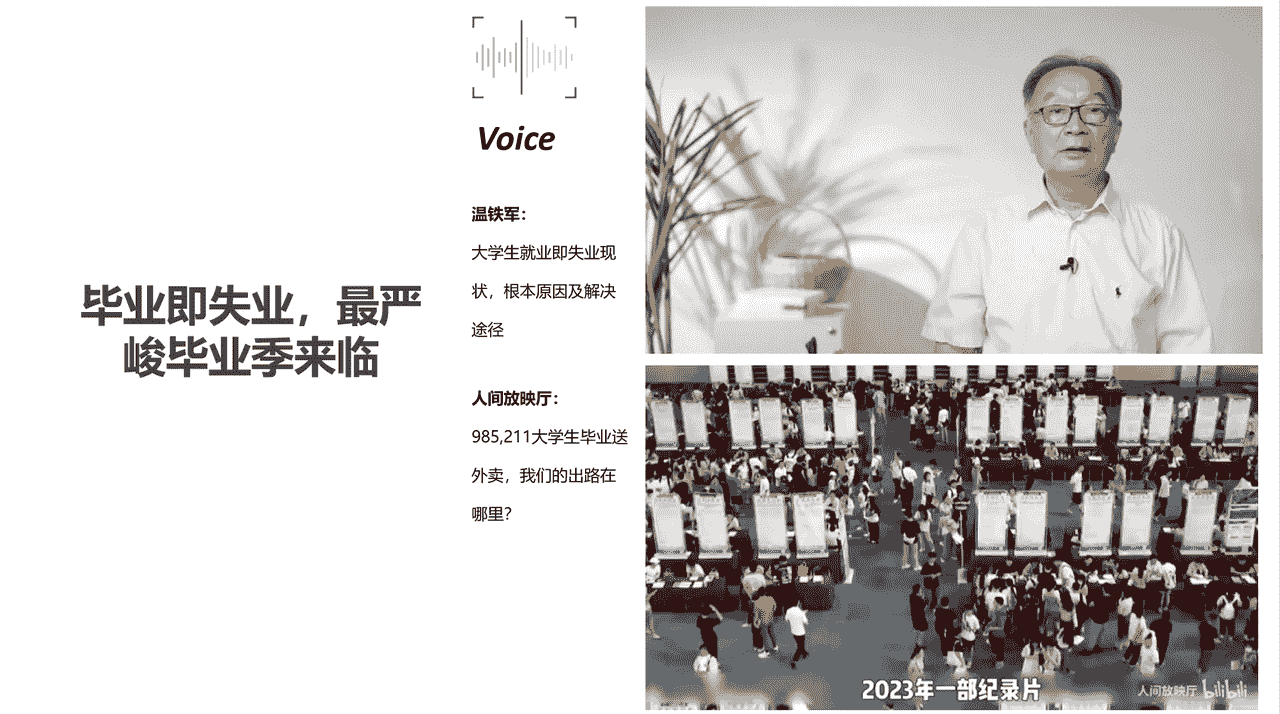 毕业即失业，最严
峻毕业季来临
Voice
温铁军：
大学生就业即失业现
状，根本原因及解决
途径
人间放映厅：
985,211大学生毕业送
外卖，我们的出路在
哪里？
2023年一部纪录片
人间放映厅 bilibili